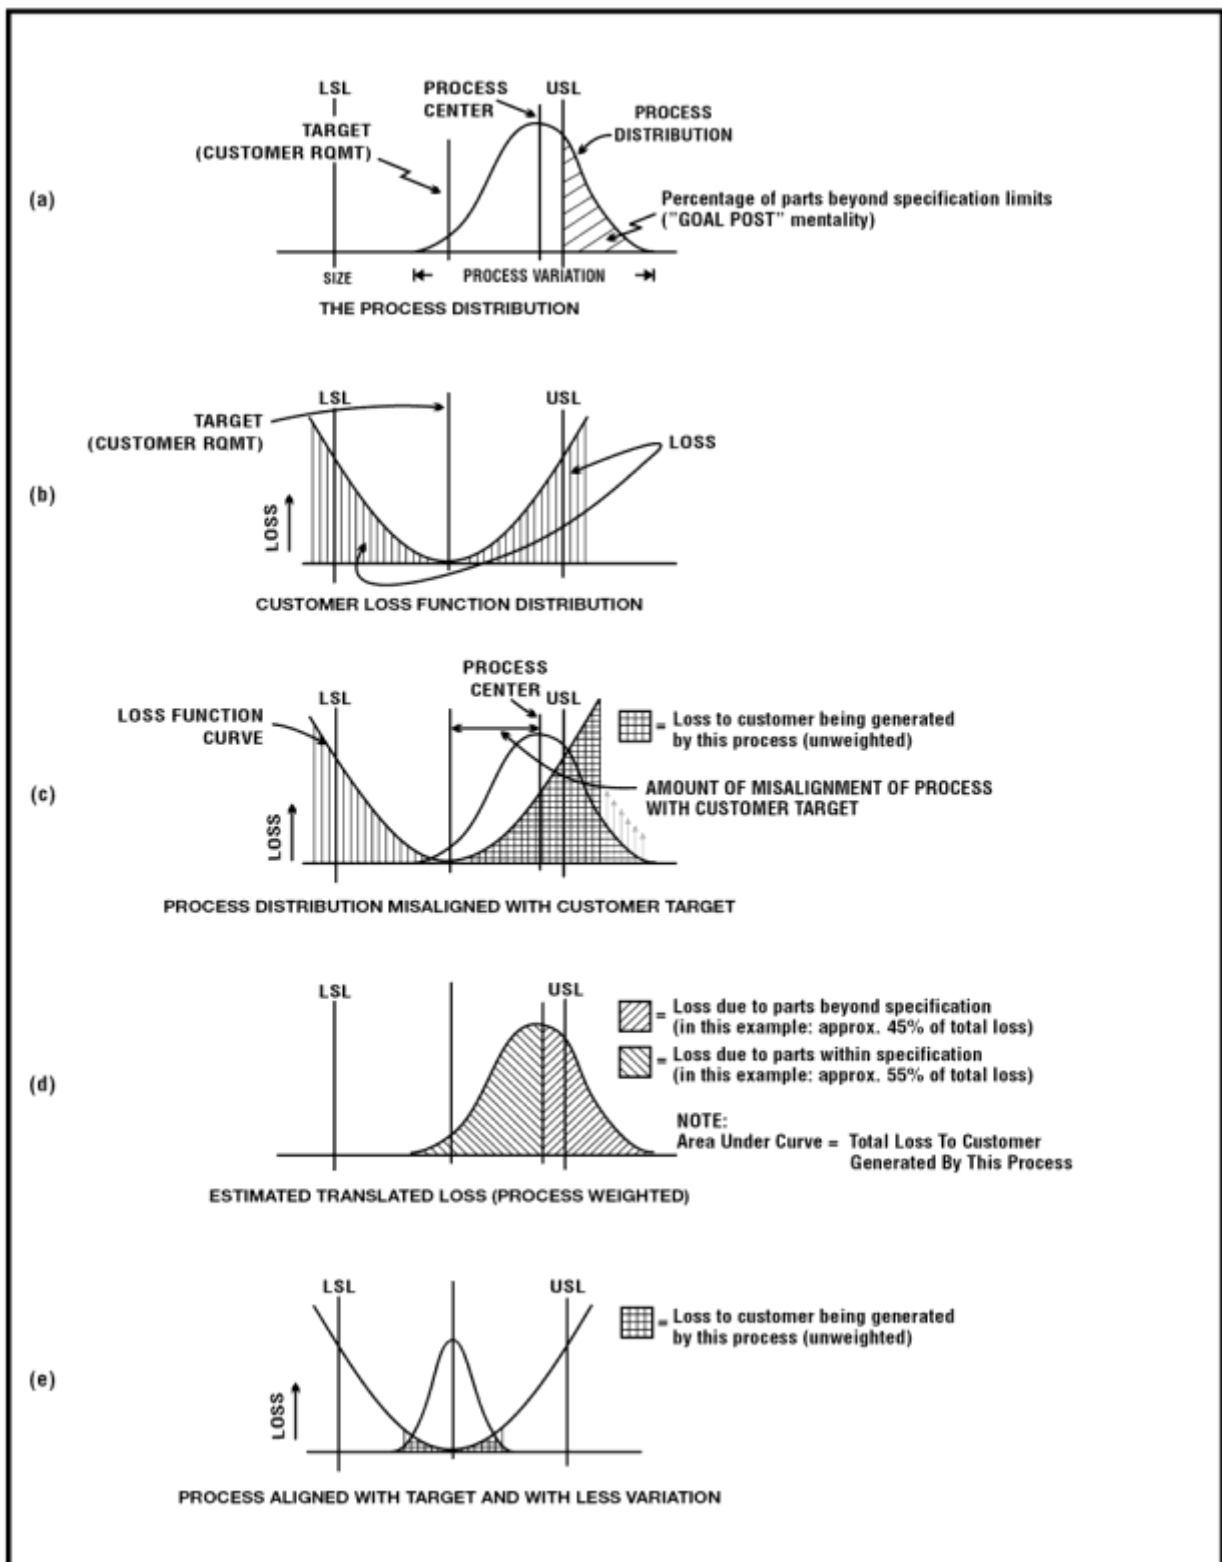 (a)
LSL
PROCESS
CENTER
USL
TARGET
(CUSTOMER RQMT)
PROCESS
DISTRIBUTION
Percentage of parts beyond specification limits
("GOAL POST" mentality)
SIZE
PROCESS VARIATION
THE PROCESS DISTRIBUTION
(b)
LSL
USL
TARGET
(CUSTOMER RQMT)
LOSS
LOSS
CUSTOMER LOSS FUNCTION DISTRIBUTION
(c)
PROCESS
CENTER
LSL
USL
LOSS FUNCTION
CURVE
= Loss to customer being generated
by this process (unweighted)
AMOUNT OF MISALIGNMENT OF PROCESS
WITH CUSTOMER TARGET
LOSS
PROCESS DISTRIBUTION MISALIGNED WITH CUSTOMER TARGET
(d)
LSL
USL
= Loss due to parts beyond specification
(in this example: approx. 45% of total loss)
= Loss due to parts within specification
(in this example: approx. 55% of total loss)
NOTE:
Area Under Curve = Total Loss To Customer
Generated By This Process
ESTIMATED TRANSLATED LOSS (PROCESS WEIGHTED)
(e)
LSL
USL
= Loss to customer being generated
by this process (unweighted)
LOSS
PROCESS ALIGNED WITH TARGET AND WITH LESS VARIATION